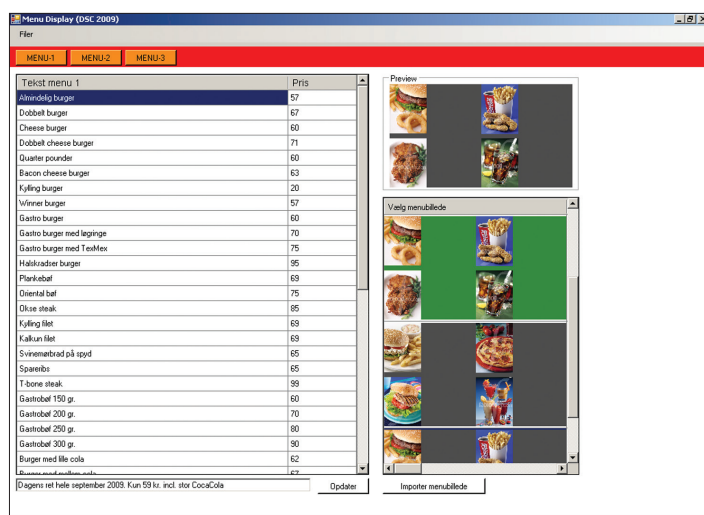 Menu Display (DSC 2009)
Filer
MENU-1 MENU-2 MENU-3
Tekst menu 1 Pris
Almindelig burger 57
Dobbelt burger 67
Cheese burger 60
Dobbelt cheese burger 71
Quarter pounder 60
Bacon cheese burger 63
Kylling burger 20
Winner burger 57
Gastro burger 60
Gastro burger med løgringe 70
Gastro burger med TexMex 75
Halskradser burger 95
Plankebøf 69
Oriental bøf 75
Okse steak 85
Kylling filet 69
Kalkun filet 69
Svinemørbrad på spyd 65
Spareribs 65
T-bone steak 99
Gastrobøf 150 gr. 60
Gastrobøf 200 gr. 70
Gastrobøf 250 gr. 80
Gastrobøf 300 gr. 90
Burger med lille cola 62
Burger med mellem cola 67
Dagens ret hele september 2009. Kun 59 kr. incl. stor CocaCola
Opdater
Preview
Vælg menubillede
Importer menubillede